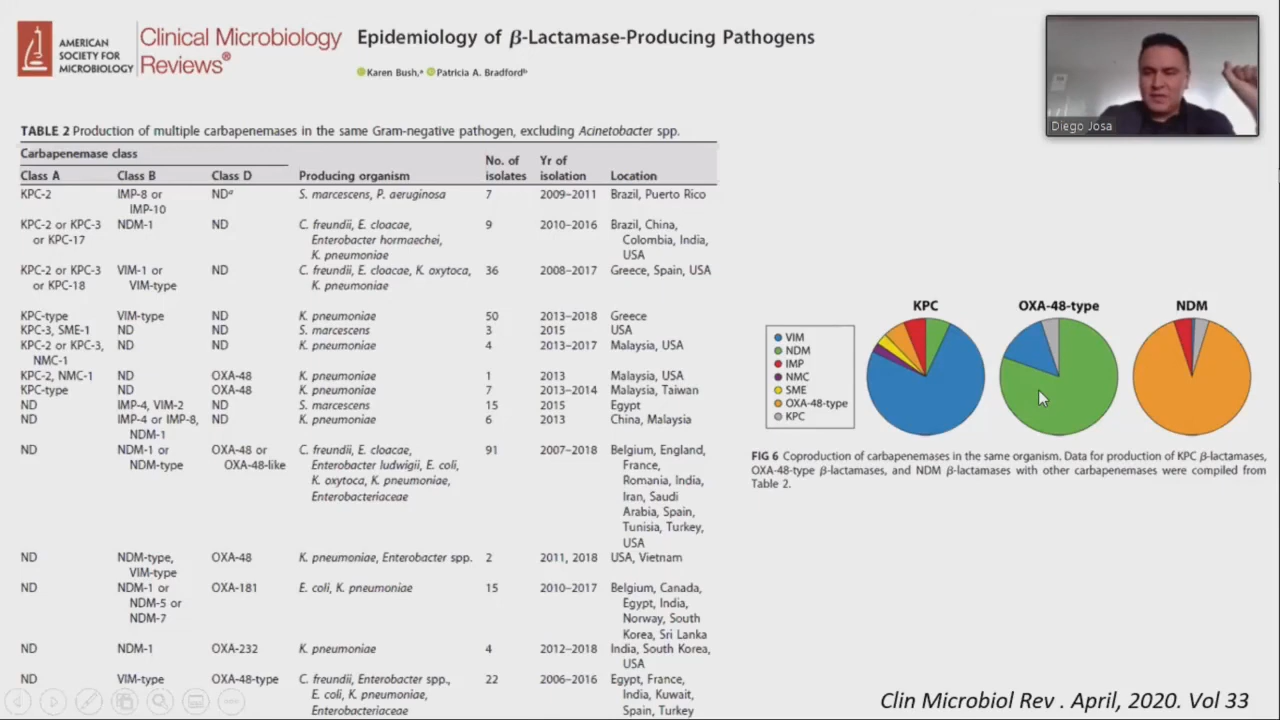 AMERICAN
SOCIETY FOR
MICROBIOLOGY
Clinical Microbiology
Reviews®
Epidemiology of β-Lactamase-Producing Pathogens
Karen Bush,ᵃ Patricia A. Bradfordᵇ
Diego Josa
TABLE 2 Production of multiple carbapenemases in the same Gram-negative pathogen, excluding Acinetobacter spp.
Carbapenemase class
No. of Yr of
Class A Class B Class D Producing organism isolates isolation Location
KPC-2 IMP-8 or NDᵃ S. marcescens, P. aeruginosa 7 2009–2011 Brazil, Puerto Rico
IMP-10
KPC-2 or KPC-3 NDM-1 ND C. freundii, E. cloacae, 9 2010–2016 Brazil, China,
or KPC-17 Enterobacter hormaechei, Colombia, India,
K. pneumoniae USA
KPC-2 or KPC-3 VIM-1 or ND C. freundii, E. cloacae, K. oxytoca, 36 2008–2017 Greece, Spain, USA
or KPC-18 VIM-type K. pneumoniae
KPC-type VIM-type ND K. pneumoniae 50 2013–2018 Greece
KPC-3, SME-1 ND ND S. marcescens 3 2015 USA
KPC-2 or KPC-3, ND ND K. pneumoniae 4 2013–2017 Malaysia, USA
NMC-1
KPC-2, NMC-1 ND OXA-48 K. pneumoniae 1 2013 Malaysia, USA
KPC-type ND OXA-48 K. pneumoniae 7 2013–2014 Malaysia, Taiwan
ND IMP-4, VIM-2 ND S. marcescens 15 2015 Egypt
ND IMP-4 or IMP-8, ND K. pneumoniae 6 2013 China, Malaysia
NDM-1
ND NDM-1 or OXA-48 or C. freundii, E. cloacae, 91 2007–2018 Belgium, England,
NDM-type OXA-48-like Enterobacter ludwigii, E. coli, France,
K. oxytoca, K. pneumoniae, Romania, India,
Enterobacteriaceae Iran, Saudi
Arabia, Spain,
Tunisia, Turkey,
USA
ND NDM-type, OXA-48 K. pneumoniae, Enterobacter spp. 2 2011, 2018 USA, Vietnam
VIM-type
ND NDM-1 or OXA-181 E. coli, K. pneumoniae 15 2010–2017 Belgium, Canada,
NDM-5 or Egypt, India,
NDM-7 Norway, South
Korea, Sri Lanka
ND NDM-1 OXA-232 K. pneumoniae 4 2012–2018 India, South Korea,
USA
ND VIM-type OXA-48-type C. freundii, Enterobacter spp., 22 2006–2016 Egypt, France,
E. coli, K. pneumoniae, India, Kuwait,
Enterobacteriaceae Spain, Turkey
KPC OXA-48-type NDM
VIM
NDM
IMP
NMC
SME
OXA-48-type
KPC
FIG 6 Coproduction of carbapenemases in the same organism. Data for production of KPC β-lactamases,
OXA-48-type β-lactamases, and NDM β-lactamases with other carbapenemases were compiled from
Table 2.
Clin Microbiol Rev . April, 2020. Vol 33